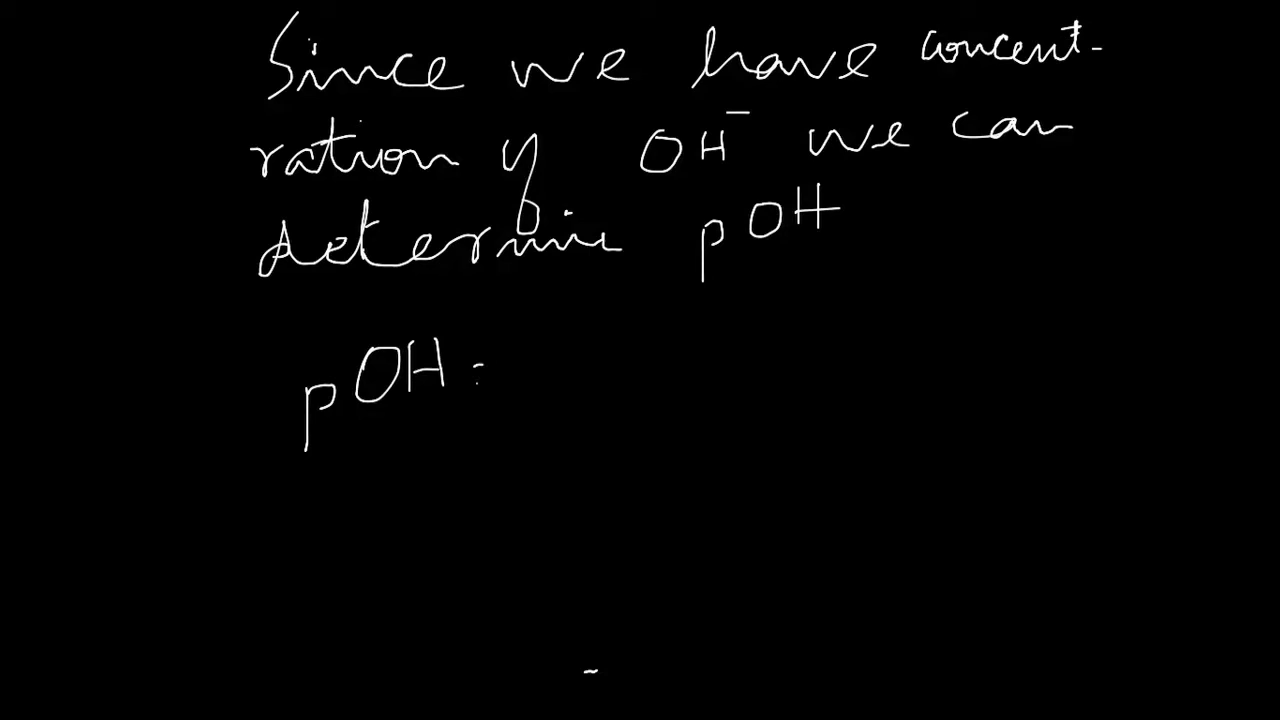 Since we have concent-
ration of OH⁻ we can
determine pOH
pOH =